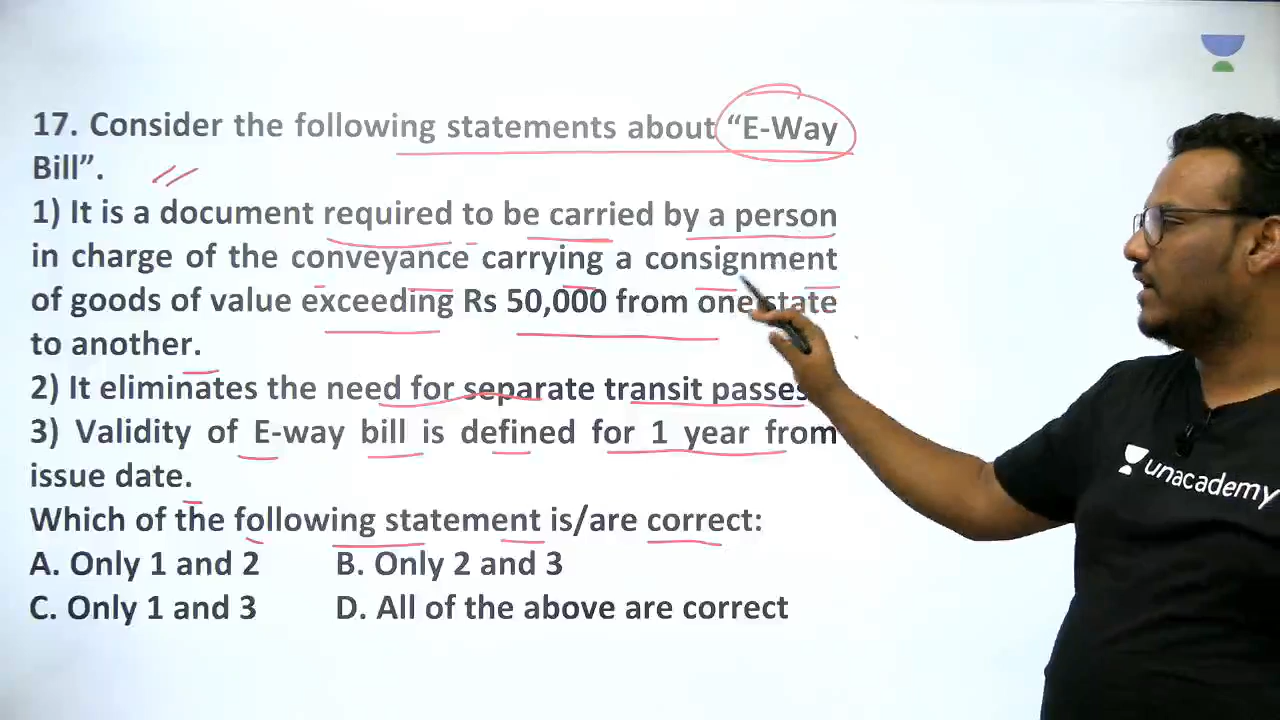 17. Consider the following statements about “E-Way
Bill”.
1) It is a document required to be carried by a person
in charge of the conveyance carrying a consignment
of goods of value exceeding Rs 50,000 from one state
to another.
2) It eliminates the need for separate transit passes
3) Validity of E-way bill is defined for 1 year from
issue date.
Which of the following statement is/are correct:
A. Only 1 and 2 B. Only 2 and 3
C. Only 1 and 3 D. All of the above are correct
unacademy